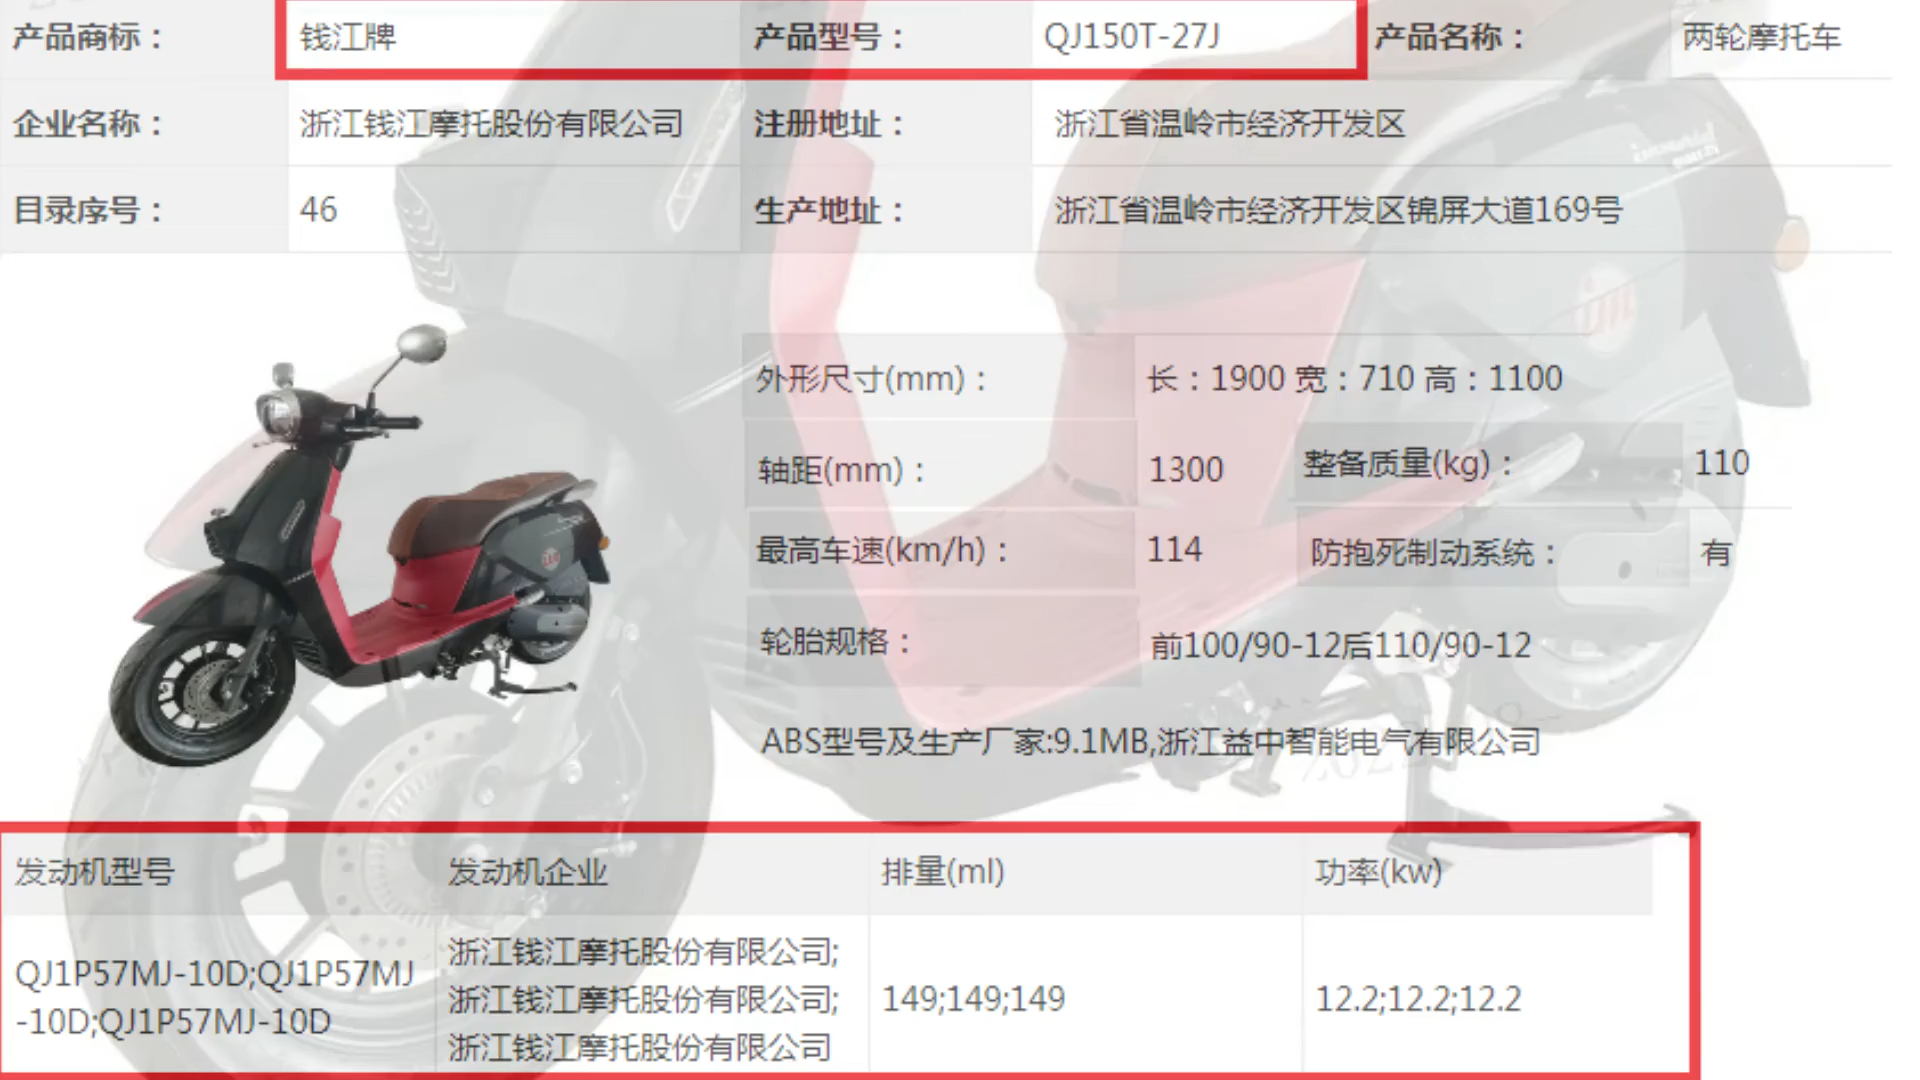 产品商标： 钱江牌 产品型号： QJ150T-27J 产品名称： 两轮摩托车
企业名称： 浙江钱江摩托股份有限公司 注册地址： 浙江省温岭市经济开发区
目录序号： 46 生产地址： 浙江省温岭市经济开发区锦屏大道169号
外形尺寸(mm)： 长：1900 宽：710 高：1100
轴距(mm)： 1300 整备质量(kg)： 110
最高车速(km/h)： 114 防抱死制动系统： 有
轮胎规格： 前100/90-12后110/90-12
ABS型号及生产厂家:9.1MB,浙江益中智能电气有限公司
发动机型号 发动机企业 排量(ml) 功率(kw)
QJ1P57MJ-10D;QJ1P57MJ
-10D;QJ1P57MJ-10D
浙江钱江摩托股份有限公司;
浙江钱江摩托股份有限公司;
浙江钱江摩托股份有限公司
149;149;149
12.2;12.2;12.2